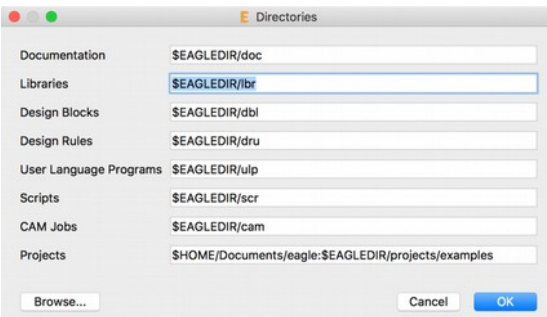 E Directories
Documentation $EAGLEDIR/doc
Libraries $EAGLEDIR/lbr
Design Blocks $EAGLEDIR/dbl
Design Rules $EAGLEDIR/dru
User Language Programs $EAGLEDIR/ulp
Scripts $EAGLEDIR/scr
CAM Jobs $EAGLEDIR/cam
Projects $HOME/Documents/eagle:$EAGLEDIR/projects/examples
Browse... Cancel OK